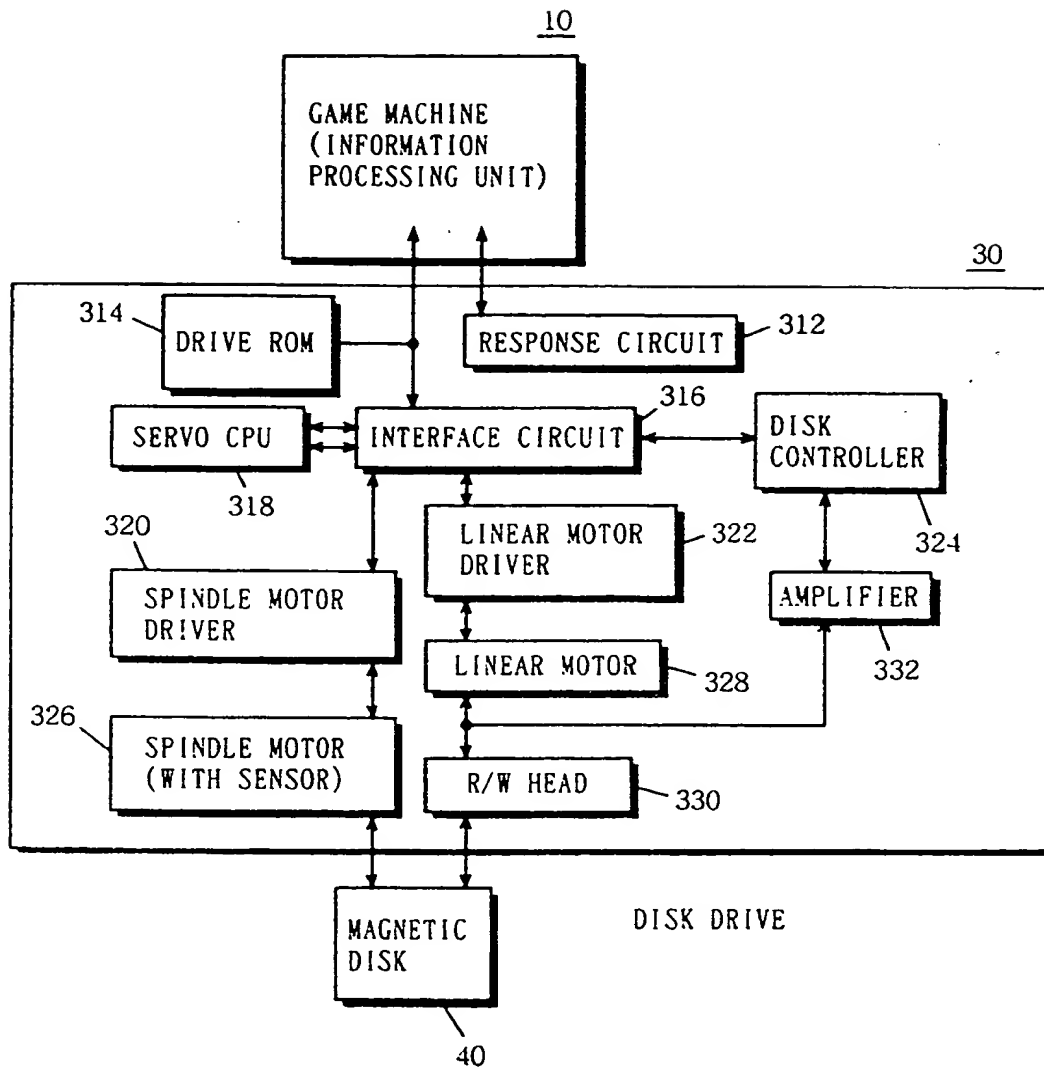 10
GAME MACHINE
(INFORMATION
PROCESSING UNIT)
30
314
DRIVE ROM
RESPONSE CIRCUIT
312
316
SERVO CPU
INTERFACE CIRCUIT
DISK
CONTROLLER
318
320
LINEAR MOTOR
DRIVER
322
324
SPINDLE MOTOR
DRIVER
AMPLIFIER
LINEAR MOTOR
328
332
326
SPINDLE MOTOR
(WITH SENSOR)
R/W HEAD
330
MAGNETIC
DISK
DISK DRIVE
40